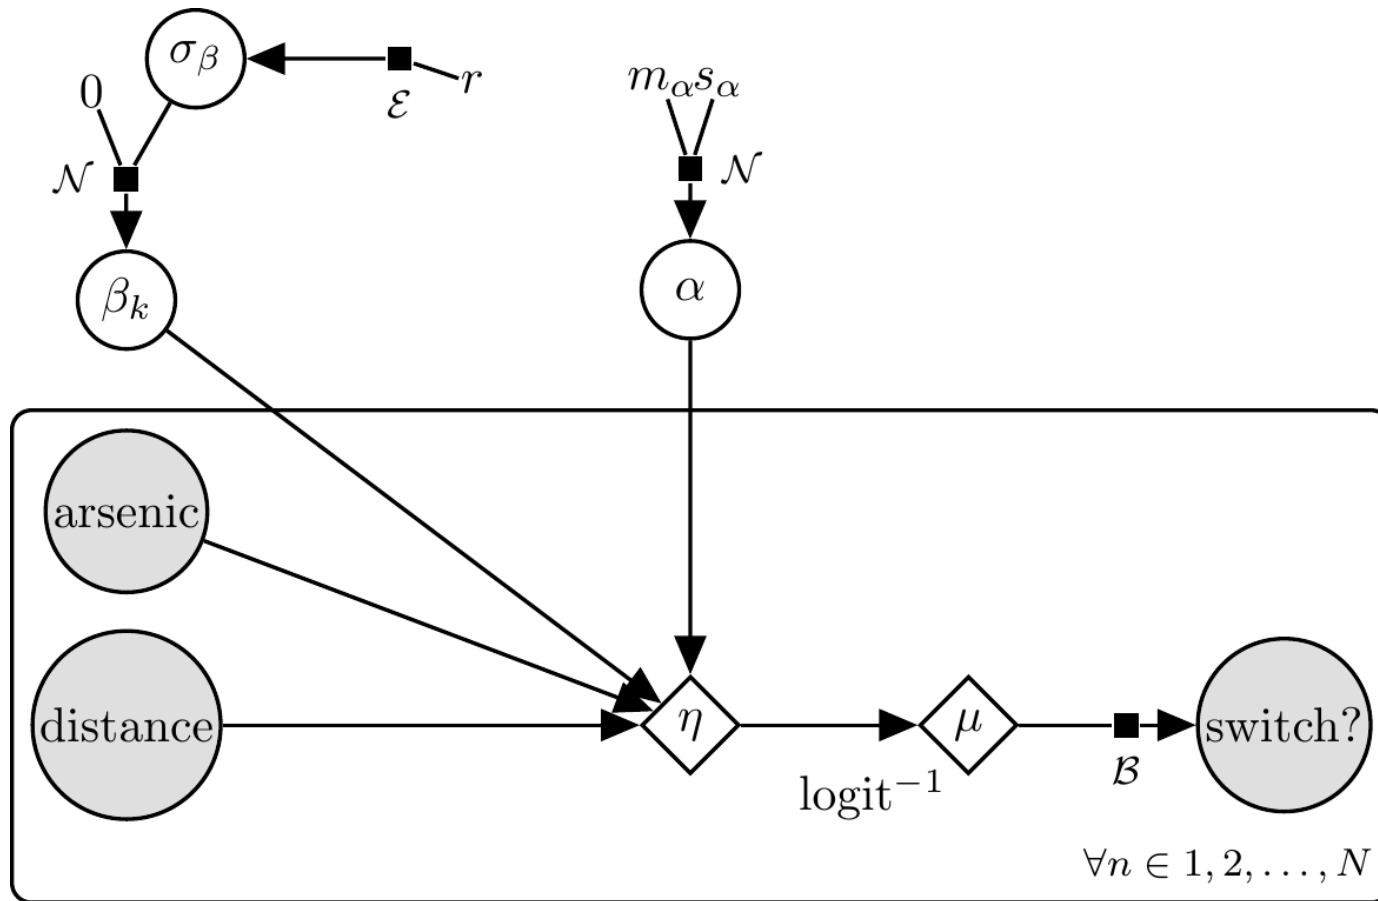 σ_β
0
ℰ
r
m_α s_α
𝒩
𝒩
β_k
α
arsenic
distance
η
μ
switch?
logit⁻¹
ℬ
∀n ∈ 1, 2, . . . , N